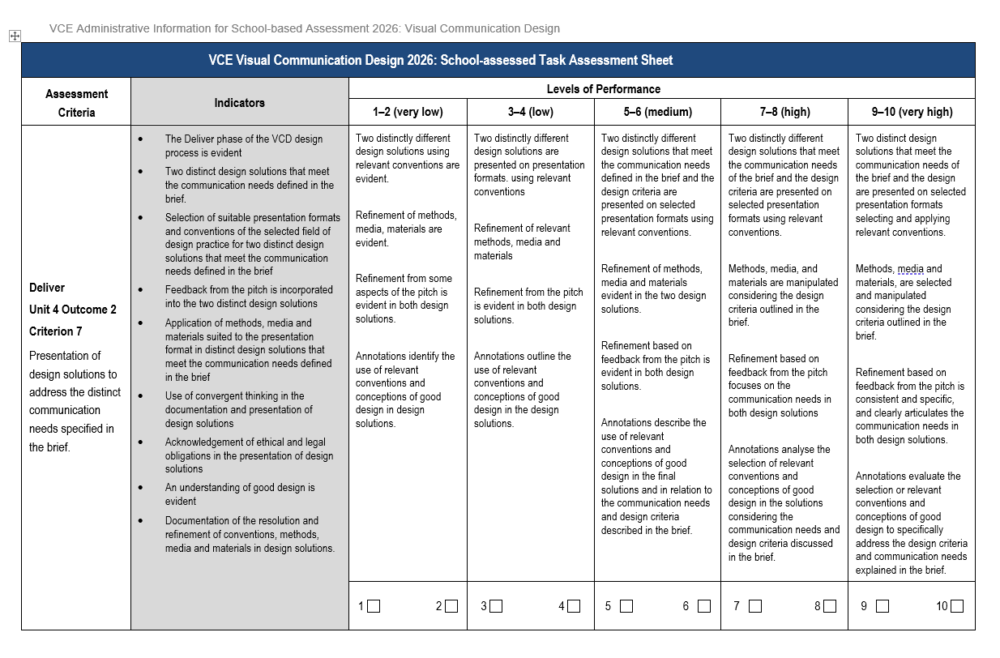 VCE Administrative Information for School-based Assessment 2026: Visual Communication Design
VCE Visual Communication Design 2026: School-assessed Task Assessment Sheet
Assessment
Criteria
Indicators
Levels of Performance
1–2 (very low)
3–4 (low)
5–6 (medium)
7–8 (high)
9–10 (very high)
Deliver
Unit 4 Outcome 2
Criterion 7
Presentation of
design solutions to
address the distinct
communication
needs specified in
the brief.
• The Deliver phase of the VCD design
process is evident
• Two distinct design solutions that meet
the communication needs defined in the
brief.
• Selection of suitable presentation formats
and conventions of the selected field of
design practice for two distinct design
solutions that meet the communication
needs defined in the brief
• Feedback from the pitch is incorporated
into the two distinct design solutions
• Application of methods, media and
materials suited to the presentation
format in distinct design solutions that
meet the communication needs defined
in the brief
• Use of convergent thinking in the
documentation and presentation of
design solutions
• Acknowledgement of ethical and legal
obligations in the presentation of design
solutions
• An understanding of good design is
evident
• Documentation of the resolution and
refinement of conventions, methods,
media and materials in design solutions.
Two distinctly different
design solutions using
relevant conventions are
evident.
Refinement of methods,
media, materials are
evident.
Refinement from some
aspects of the pitch is
evident in both design
solutions.
Annotations identify the
use of relevant
conventions and
conceptions of good
design in design
solutions.
Two distinctly different
design solutions are
presented on presentation
formats. using relevant
conventions
Refinement of relevant
methods, media and
materials
Refinement from the pitch
is evident in both design
solutions.
Annotations outline the
use of relevant
conventions and
conceptions of good
design in the design
solutions.
Two distinctly different
design solutions that meet
the communication needs
defined in the brief and the
design criteria are
presented on selected
presentation formats using
relevant conventions.
Refinement of methods,
media and materials
evident in the two design
solutions.
Refinement based on
feedback from the pitch is
evident in both design
solutions.
Annotations describe the
use of relevant
conventions and
conceptions of good
design in the final
solutions and in relation to
the communication needs
and design criteria
described in the brief.
Two distinctly different
design solutions that meet
the communication needs
of the brief and the design
criteria are presented on
selected presentation
formats using relevant
conventions.
Methods, media, and
materials are manipulated
considering the design
criteria outlined in the
brief.
Refinement based on
feedback from the pitch
focuses on the
communication needs in
both design solutions
Annotations analyse the
selection of relevant
conventions and
conceptions of good
design in the solutions
considering the
communication needs and
design criteria discussed
in the brief.
Two distinct design
solutions that meet the
communication needs of
the brief and the design
are presented on selected
presentation formats
selecting and applying
relevant conventions.
Methods, media and
materials, are selected
and manipulated
considering the design
criteria outlined in the
brief.
Refinement based on
feedback from the pitch is
consistent and specific,
and clearly articulates the
communication needs in
both design solutions.
Annotations evaluate the
selection or relevant
conventions and
conceptions of good
design to specifically
address the design criteria
and communication needs
explained in the brief.
1 ☐ 2 ☐
3 ☐ 4 ☐
5 ☐ 6 ☐
7 ☐ 8 ☐
9 ☐ 10 ☐